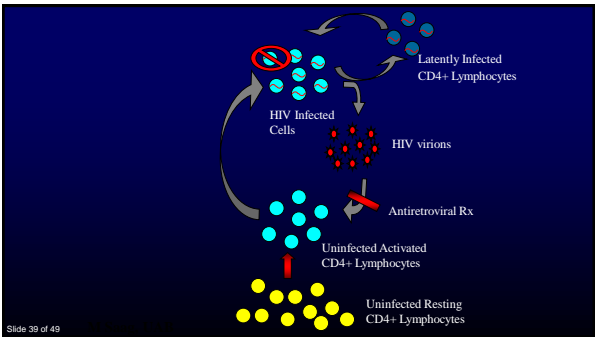 Latently Infected
CD4+ Lymphocytes
HIV Infected
Cells
HIV virions
Antiretroviral Rx
Uninfected Activated
CD4+ Lymphocytes
Uninfected Resting
CD4+ Lymphocytes
Slide 39 of 49